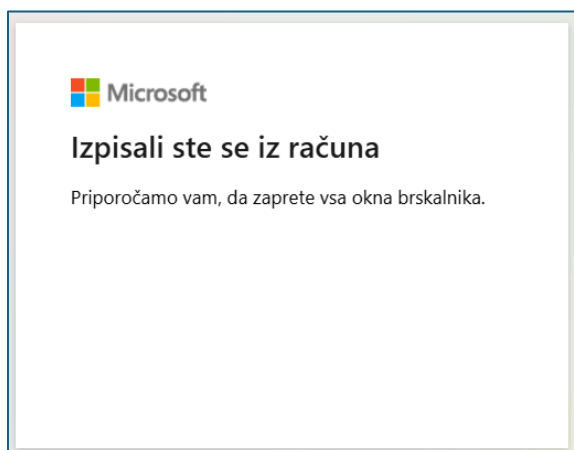 Microsoft
Izpisali ste se iz računa
Priporočamo vam, da zaprete vsa okna brskalnika.